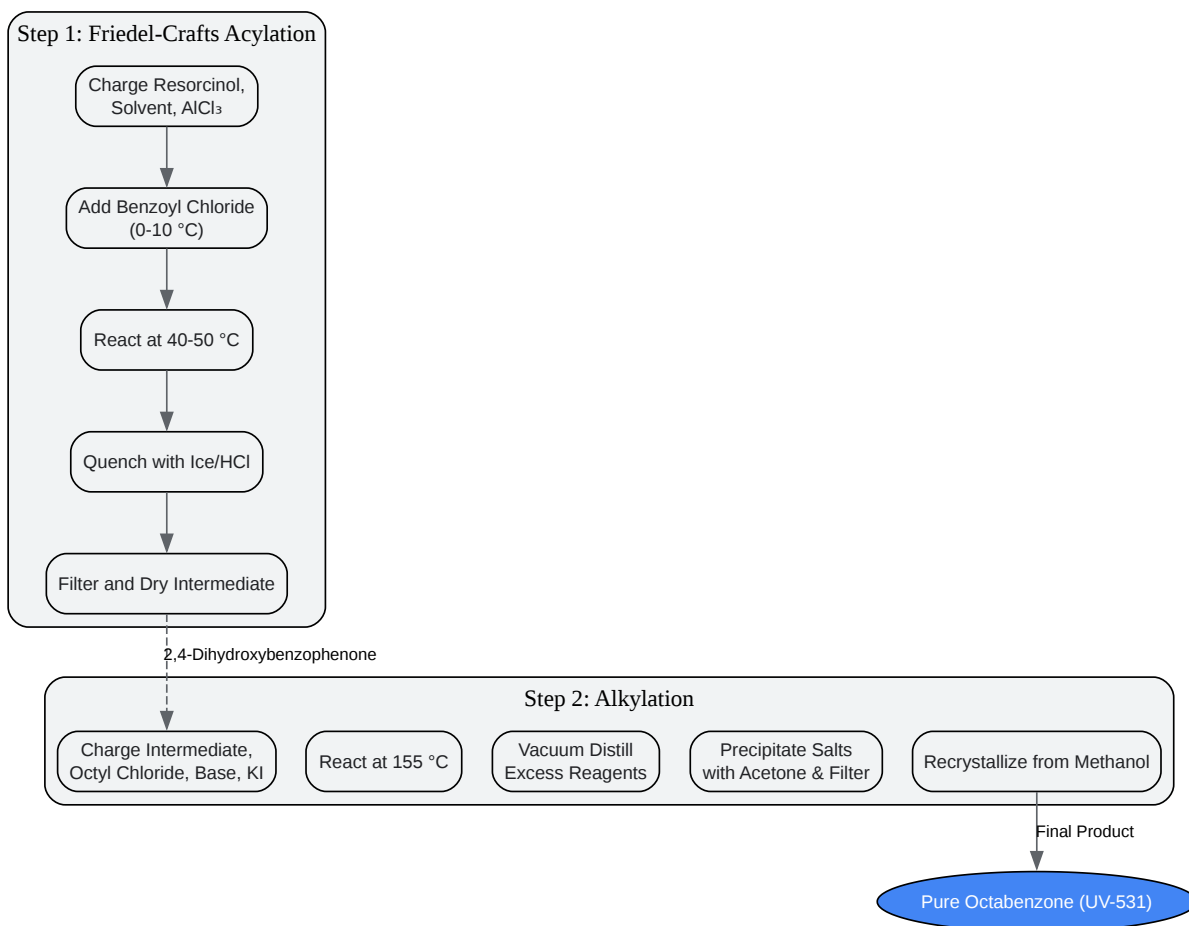 Step 1: Friedel-Crafts Acylation
Charge Resorcinol,
Solvent, AlCl₃
Add Benzoyl Chloride
(0-10 °C)
React at 40-50 °C
Quench with Ice/HCl
Filter and Dry Intermediate
2,4-Dihydroxybenzophenone
Step 2: Alkylation
Charge Intermediate,
Octyl Chloride, Base, KI
React at 155 °C
Vacuum Distill
Excess Reagents
Precipitate Salts
with Acetone & Filter
Recrystallize from Methanol
Final Product
Pure Octabenzone (UV-531)